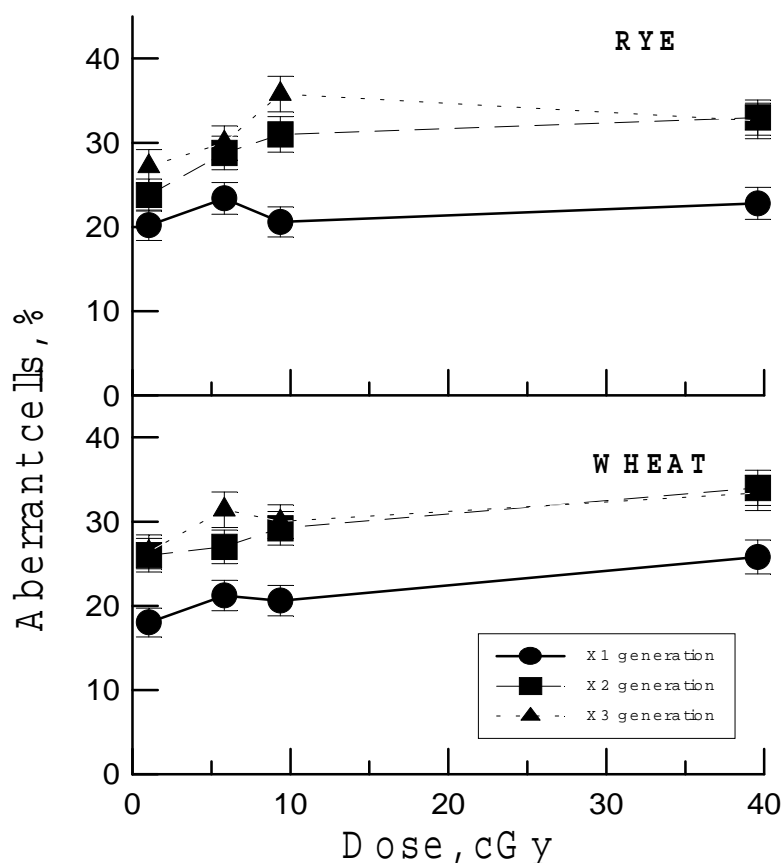 RYE
40
30
20
10
0
WHEAT
40
30
20
10
0
Aberrant cells, %
X1 generation
X2 generation
X3 generation
0 10 20 30 40
Dose, cGy